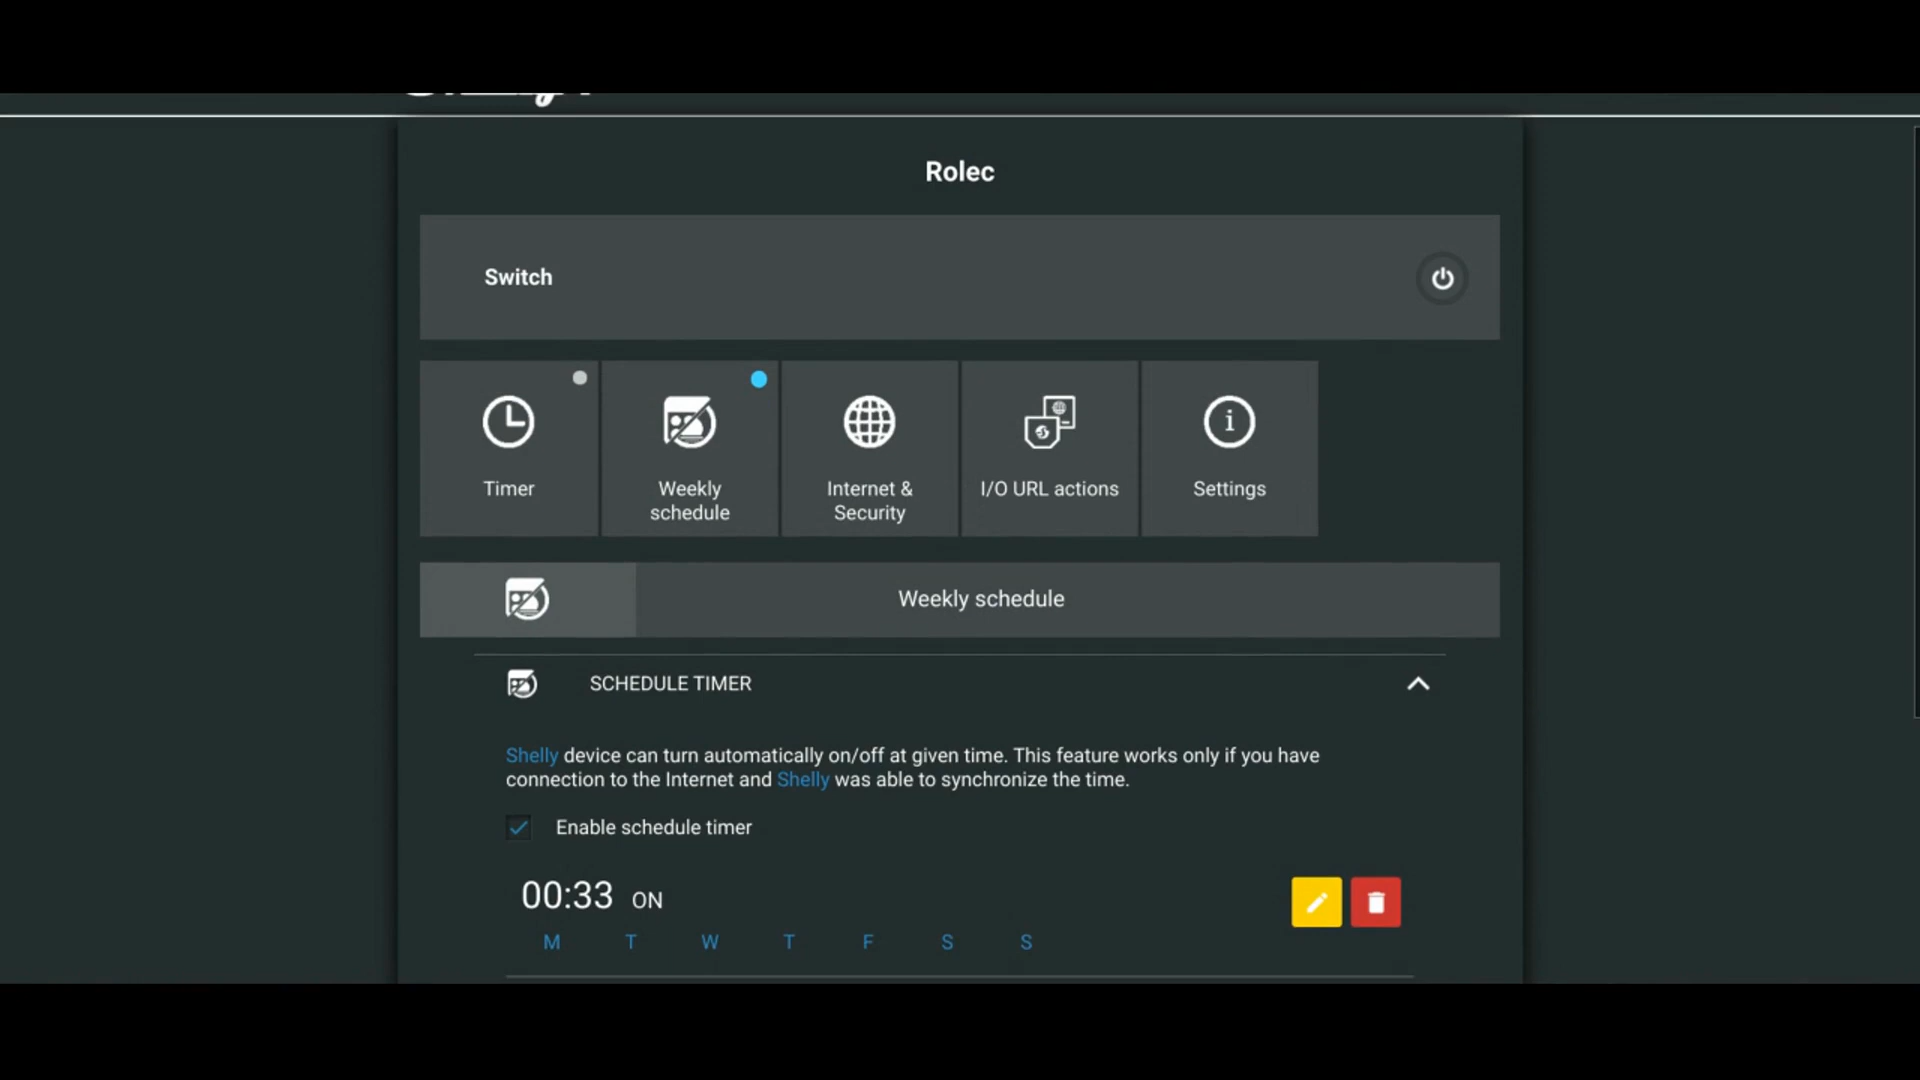 Rolec
Switch
Timer
Weekly
schedule
Internet &
Security
I/O URL actions
Settings
Weekly schedule
SCHEDULE TIMER
Shelly device can turn automatically on/off at given time. This feature works only if you have
connection to the Internet and Shelly was able to synchronize the time.
Enable schedule timer
00:33 ON
M T W T F S S